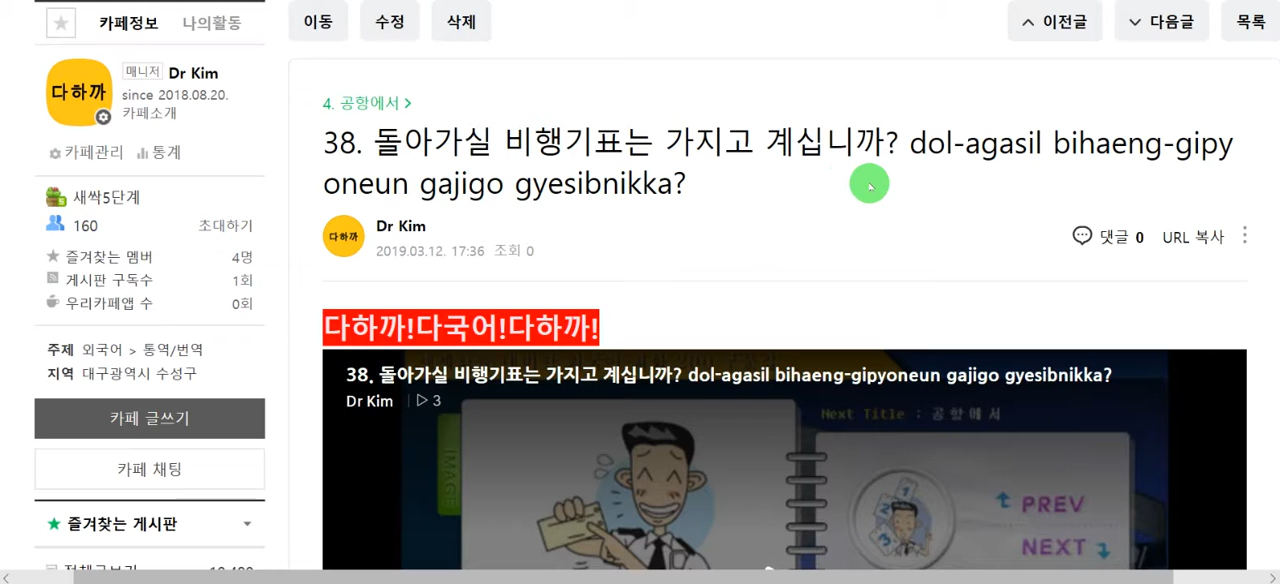 카페정보 나의활동
이동 수정 삭제 이전글 다음글 목록
다하까
매니저 Dr Kim
since 2018.08.20.
카페소개
카페관리 통계
새싹5단계
160 초대하기
즐겨찾는 멤버 4명
게시판 구독수 1회
우리카페앱 수 0회
주제 외국어 > 통역/번역
지역 대구광역시 수성구
카페 글쓰기
카페 채팅
즐겨찾는 게시판
4. 공항에서 >
38. 돌아가실 비행기표는 가지고 계십니까? dol-agasil bihaeng-gipy
oneun gajigo gyesibnikka?
다하까
Dr Kim
2019.03.12. 17:36 조회 0
댓글 0 URL 복사
다하까!다국어!다하까!
38. 돌아가실 비행기표는 가지고 계십니까? dol-agasil bihaeng-gipyoneun gajigo gyesibnikka?
Dr Kim 3
Next Title : 공항에서
IMAGE
1
2
3
PREV
NEXT